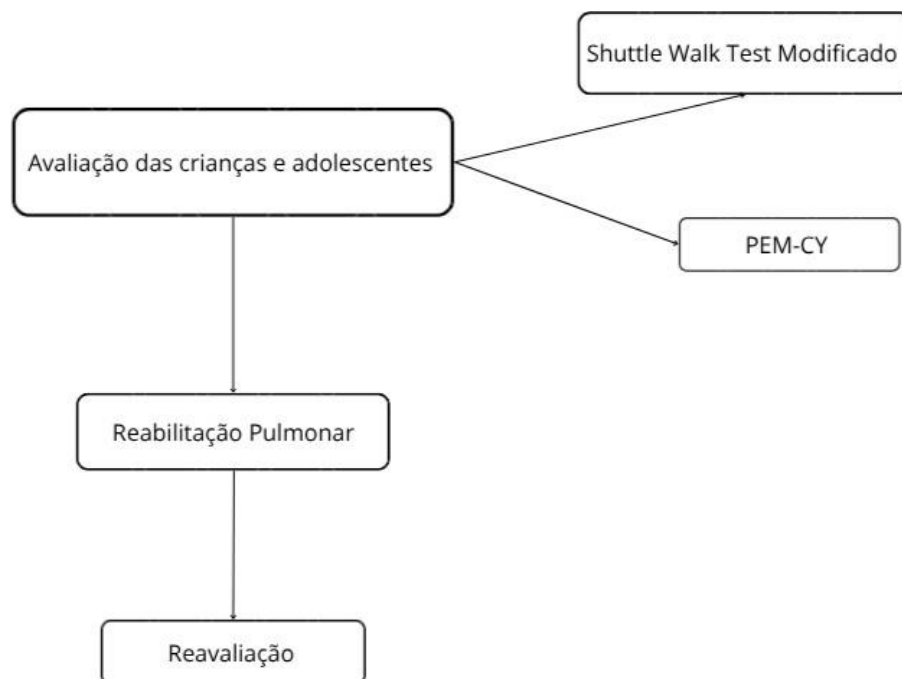 Shuttle Walk Test Modificado
Avaliação das crianças e adolescentes
PEM-CY
Reabilitação Pulmonar
Reavaliação